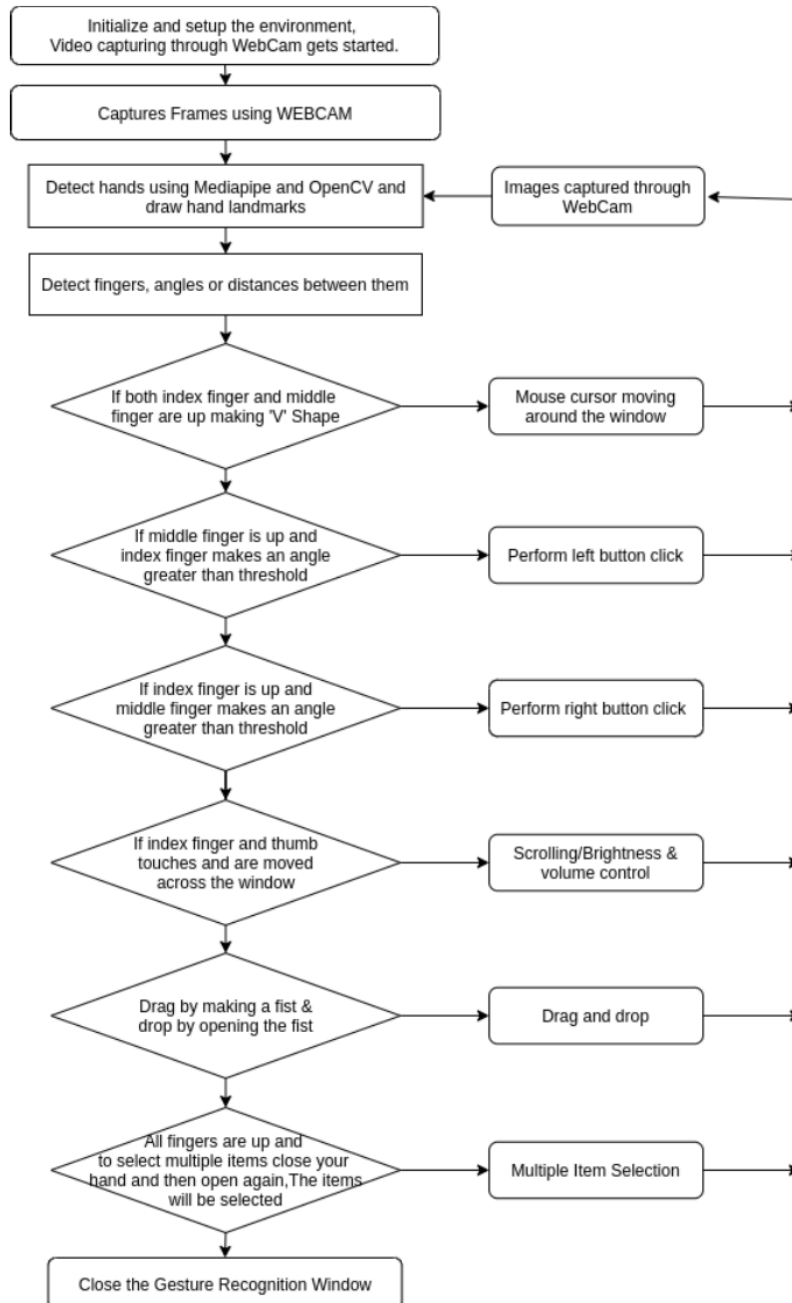 Initialize and setup the environment,
Video capturing through WebCam gets started.
Captures Frames using WEBCAM
Detect hands using Mediapipe and OpenCV and
draw hand landmarks
Images captured through
WebCam
Detect fingers, angles or distances between them
If both index finger and middle
finger are up making 'V' Shape
Mouse cursor moving
around the window
If middle finger is up and
index finger makes an angle
greater than threshold
Perform left button click
If index finger is up and
middle finger makes an angle
greater than threshold
Perform right button click
If index finger and thumb
touches and are moved
across the window
Scrolling/Brightness &
volume control
Drag by making a fist &
drop by opening the fist
Drag and drop
All fingers are up and
to select multiple items close your
hand and then open again,The items
will be selected
Multiple Item Selection
Close the Gesture Recognition Window